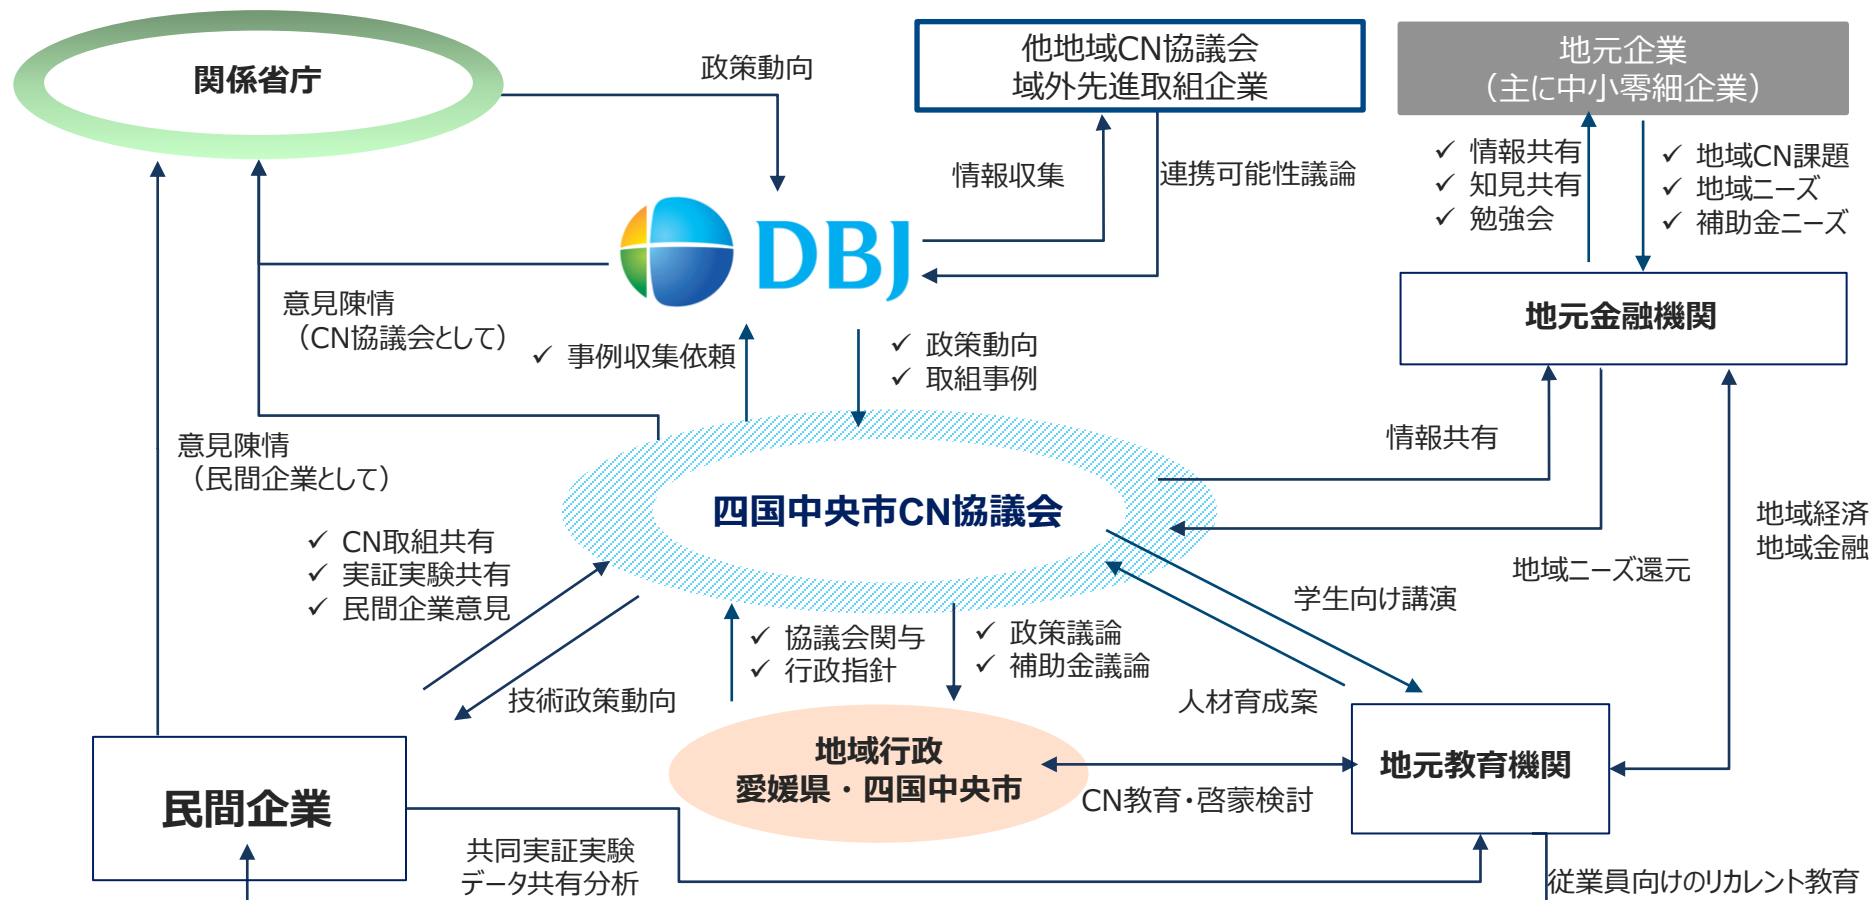 関係省庁
政策動向
他地域CN協議会
域外先進取組企業
地元企業
（主に中小零細企業）
情報収集
連携可能性議論
✓ 情報共有
✓ 知見共有
✓ 勉強会
✓ 地域CN課題
✓ 地域ニーズ
✓ 補助金ニーズ
DBJ
意見陳情
（CN協議会として）
✓ 事例収集依頼
✓ 政策動向
✓ 取組事例
地元金融機関
意見陳情
（民間企業として）
情報共有
四国中央市CN協議会
地域経済
地域金融
✓ CN取組共有
✓ 実証実験共有
✓ 民間企業意見
地域ニーズ還元
学生向け講演
✓ 協議会関与
✓ 行政指針
✓ 政策議論
✓ 補助金議論
技術政策動向
人材育成案
地域行政
愛媛県・四国中央市
地元教育機関
民間企業
CN教育・啓蒙検討
共同実証実験
データ共有分析
従業員向けのリカレント教育